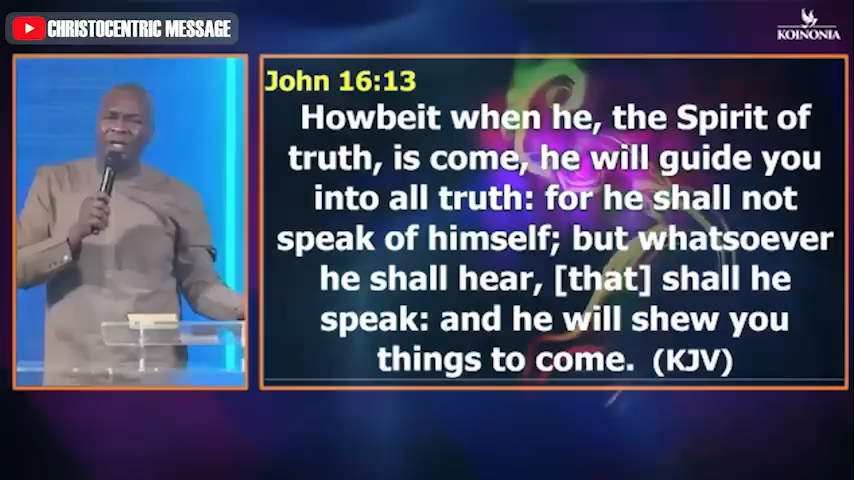 CHRISTOCENTRIC MESSAGE
KOINONIA
John 16:13
Howbeit when he, the Spirit of
truth, is come, he will guide you
into all truth: for he shall not
speak of himself; but whatsoever
he shall hear, [that] shall he
speak: and he will shew you
things to come. (KJV)